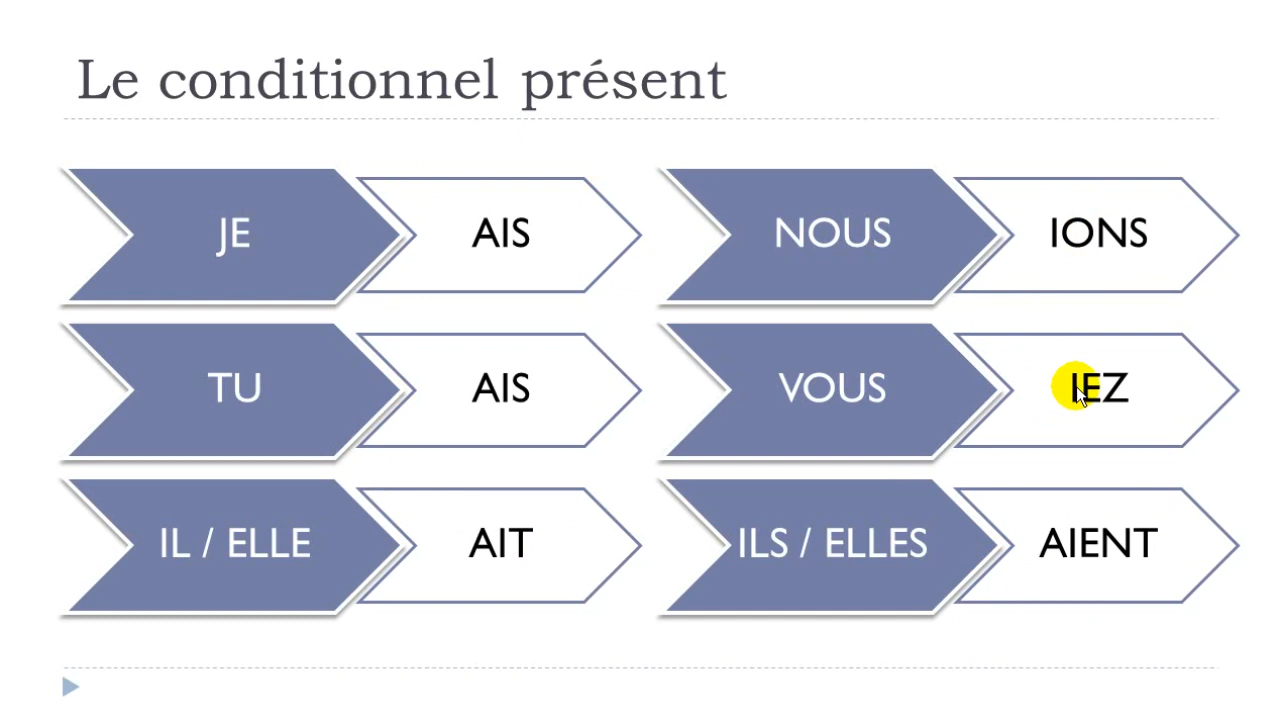 Le conditionnel présent
JE AIS NOUS IONS
TU AIS VOUS IEZ
IL / ELLE AIT ILS / ELLES AIENT